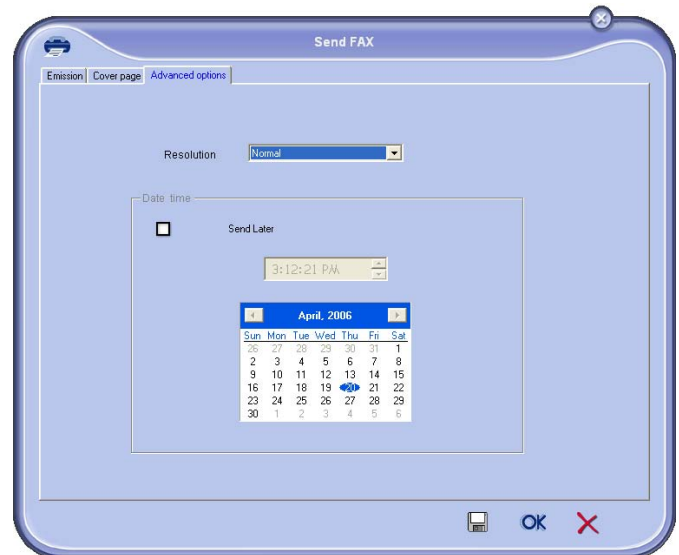 Send FAX
Emission Cover page Advanced options
Resolution Normal
Date time
Send Later
3:12:21 PM
April, 2006
Sun Mon Tue Wed Thu Fri Sat
26 27 28 29 30 31 1
2 3 4 5 6 7 8
9 10 11 12 13 14 15
16 17 18 19 20 21 22
23 24 25 26 27 28 29
30 1 2 3 4 5 6
OK